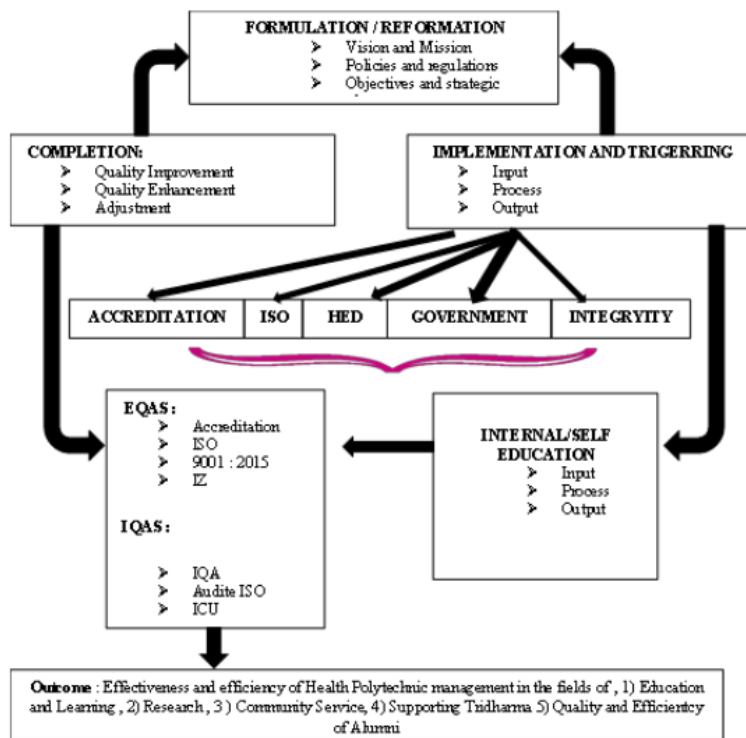 FORMULATION / REFORMATION
➢ Vision and Mission
➢ Policies and regulations
➢ Objectives and strategic
COMPLETION:
➢ Quality Improvement
➢ Quality Enhancement
➢ Adjustment
IMPLEMENTATION AND TRIGERRING
➢ Input
➢ Process
➢ Output
ACCREDITATION ISO HED GOVERNMENT INTEGRYITY
EQAS :
➢ Accreditation
➢ ISO
➢ 9001 : 2015
➢ IZ
IQAS :
➢ IQA
➢ Audite ISO
➢ ICU
INTERNAL/SELF
EDUCATION
➢ Input
➢ Process
➢ Output
Outcome : Effectiveness and efficiency of Health Polytechnic management in the fields of , 1) Education
and Learning , 2) Research , 3 ) Community Service, 4) Supporting Tridharma 5) Quality and Efficientcy
of Alumni